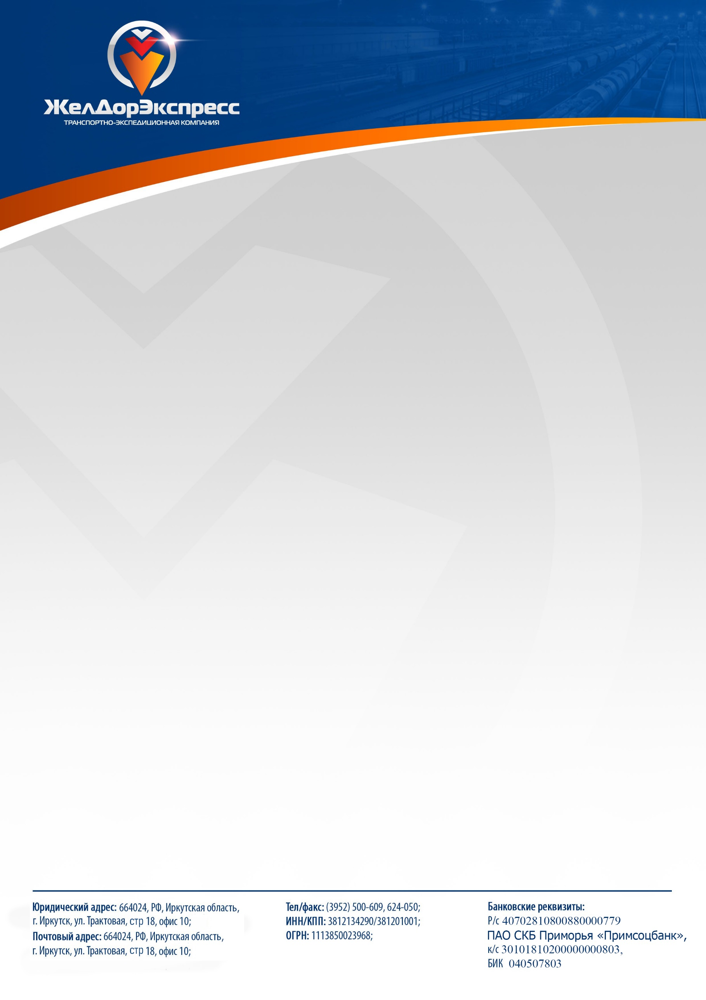 ЖелДорЭкспресс
ТРАНСПОРТНО-ЭКСПЕДИЦИОННАЯ КОМПАНИЯ
Юридический адрес: 664024, РФ, Иркутская область,
г. Иркутск, ул. Трактовая, стр 18, офис 10;
Почтовый адрес: 664024, РФ, Иркутская область,
г. Иркутск, ул. Трактовая, стр 18, офис 10;
Тел/факс: (3952) 500-609, 624-050;
ИНН/КПП: 3812134290/381201001;
ОГРН: 1113850023968;
Банковские реквизиты:
Р/с 40702810800880000779
ПАО СКБ Приморья «Примсоцбанк»,
к/с 30101810200000000803,
БИК 040507803